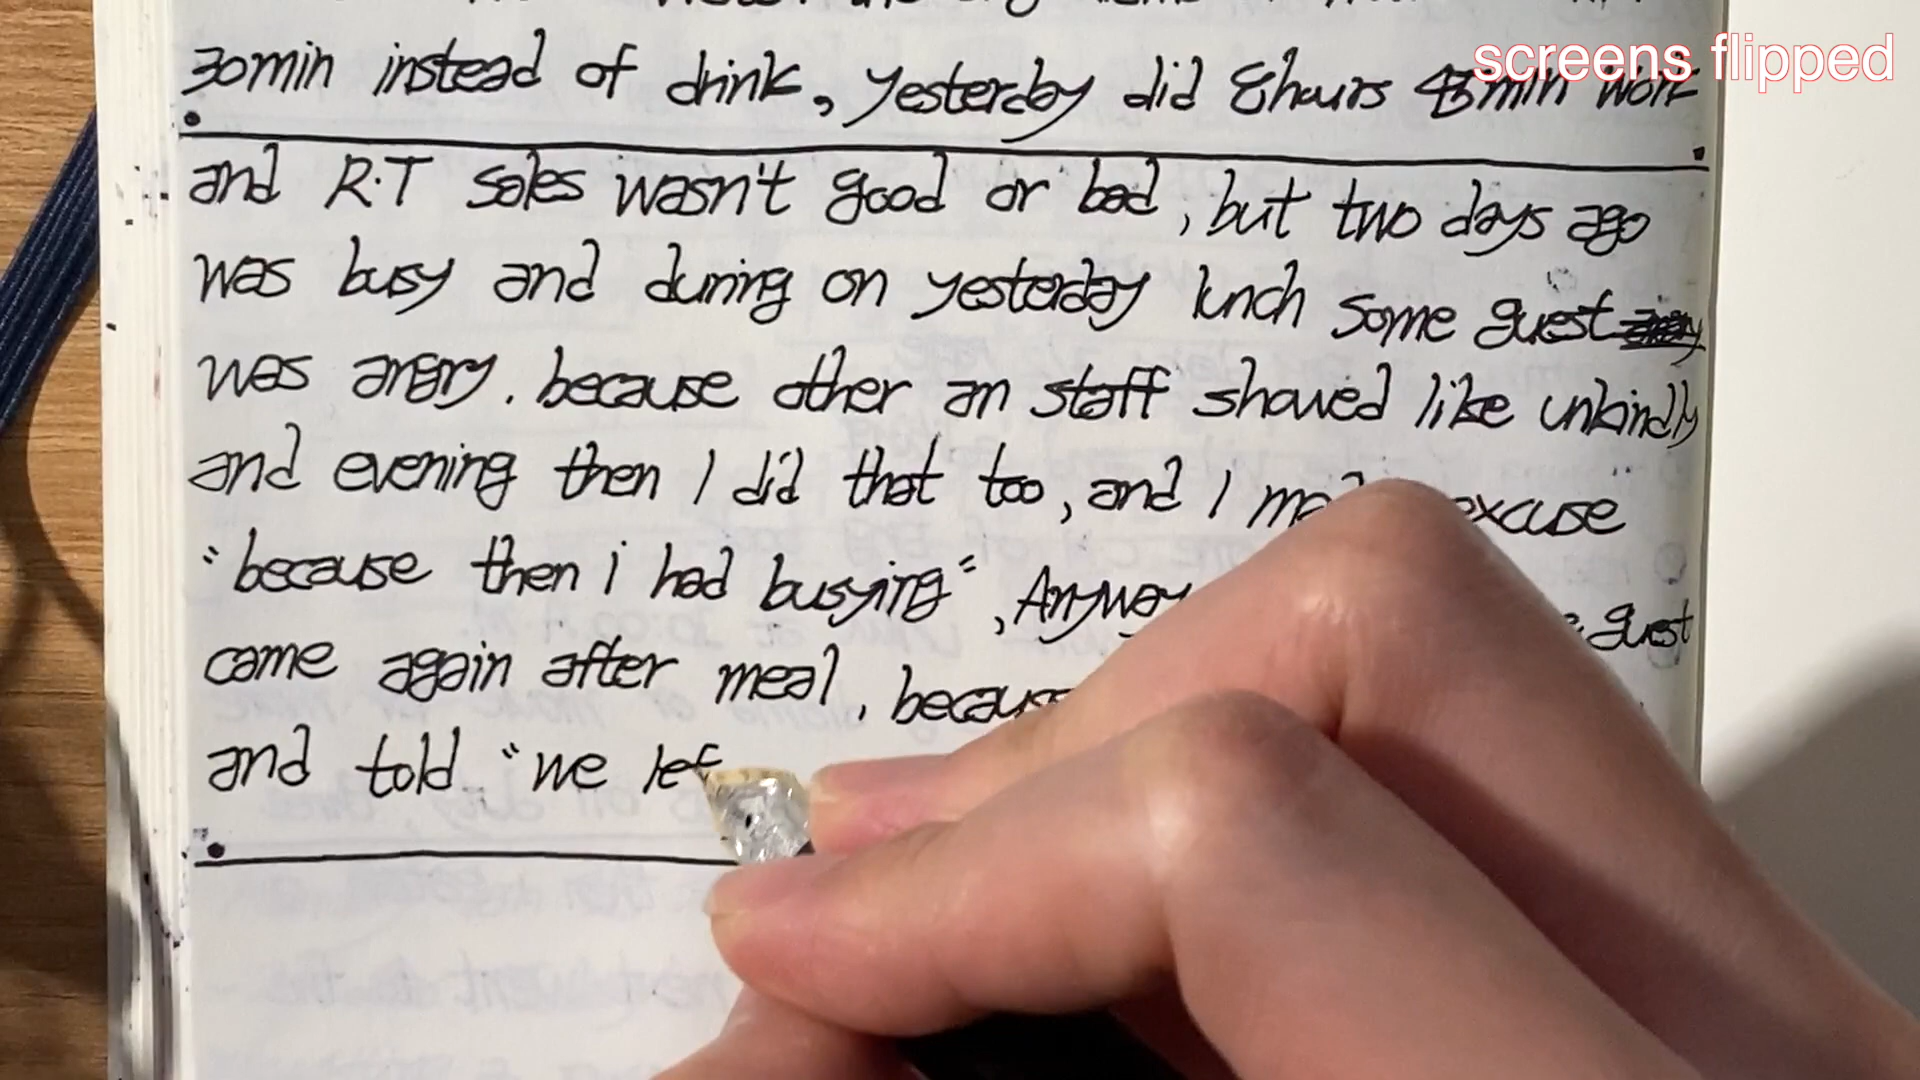 screens flipped
30min instead of drink, yesterday did 8hours 45min work
and R.T sales wasn't good or bad, but two days ago
was busy and during on yesterday lunch some guest
was angry. because other an staff showed like unkindly
and evening then I did that too, and I excuse
"because then i had busying", Anyway guest
came again after meal, because
and told "we lef